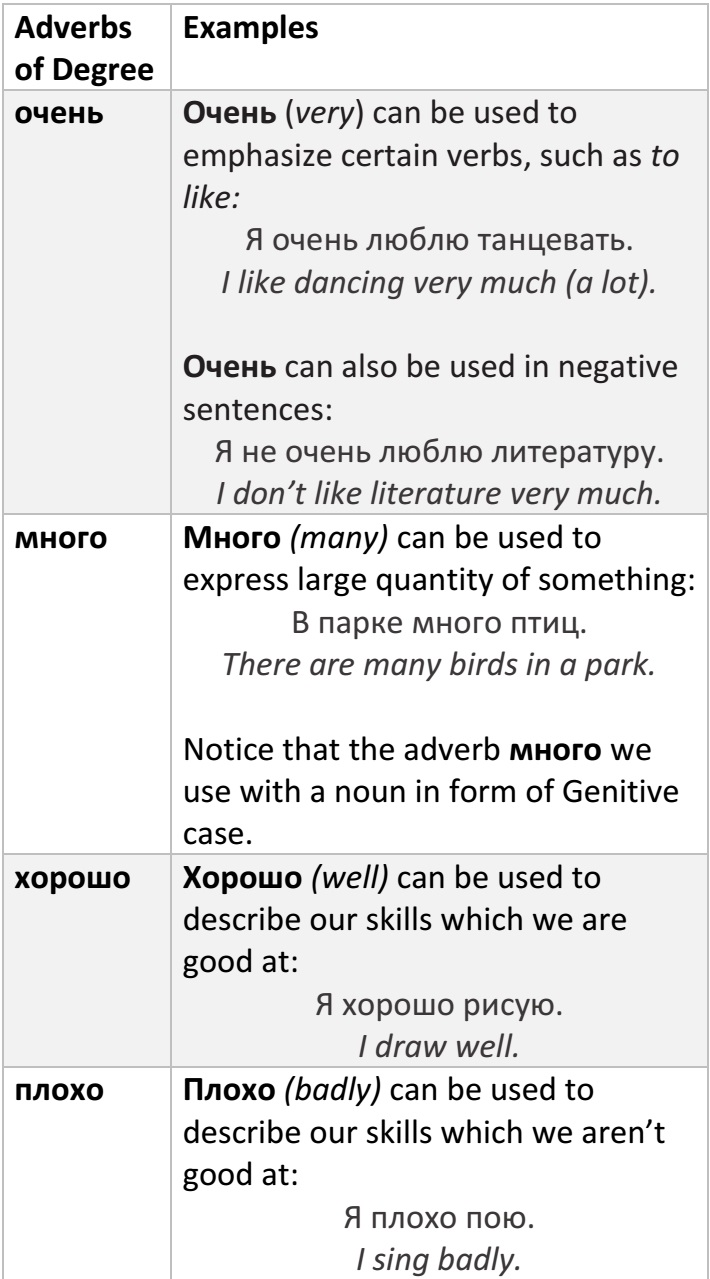 Adverbs of Degree
Examples
очень
Очень (very) can be used to
emphasize certain verbs, such as to
like:
Я очень люблю танцевать.
I like dancing very much (a lot).
Очень can also be used in negative
sentences:
Я не очень люблю литературу.
I don’t like literature very much.
много
Много (many) can be used to
express large quantity of something:
В парке много птиц.
There are many birds in a park.
Notice that the adverb много we
use with a noun in form of Genitive
case.
хорошо
Хорошо (well) can be used to
describe our skills which we are
good at:
Я хорошо рисую.
I draw well.
плохо
Плохо (badly) can be used to
describe our skills which we aren’t
good at:
Я плохо пою.
I sing badly.